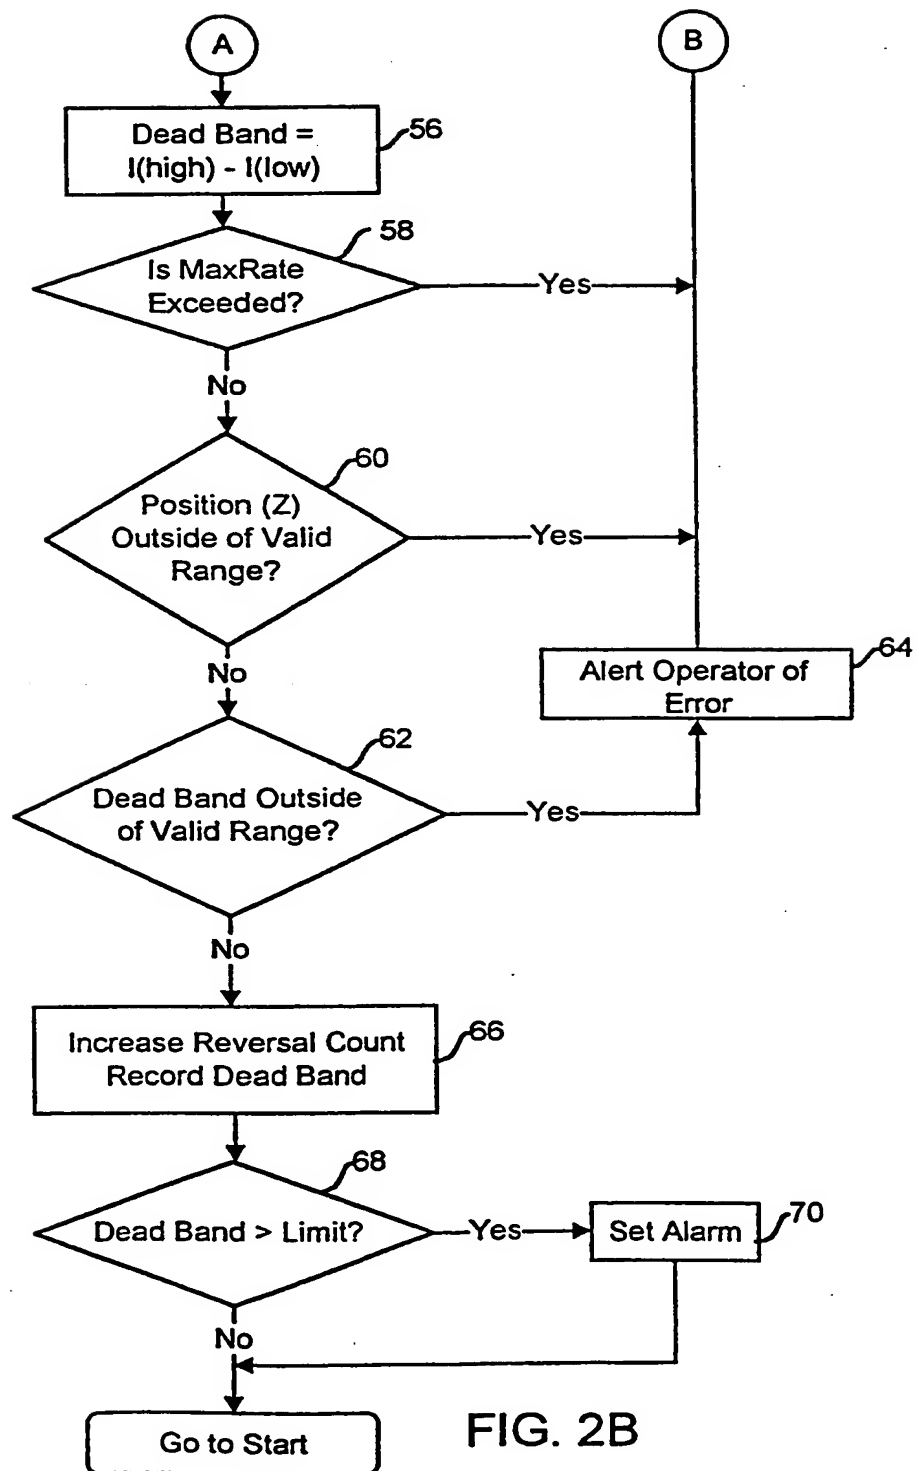 A
B
Dead Band =
I(high) - I(low)
56
Is MaxRate
Exceeded?
58
Yes
No
Position (Z)
Outside of Valid
Range?
60
Yes
No
Alert Operator of
Error
64
Dead Band Outside
of Valid Range?
62
Yes
No
Increase Reversal Count
Record Dead Band
66
Dead Band > Limit?
68
Yes
Set Alarm
70
No
Go to Start
FIG. 2B